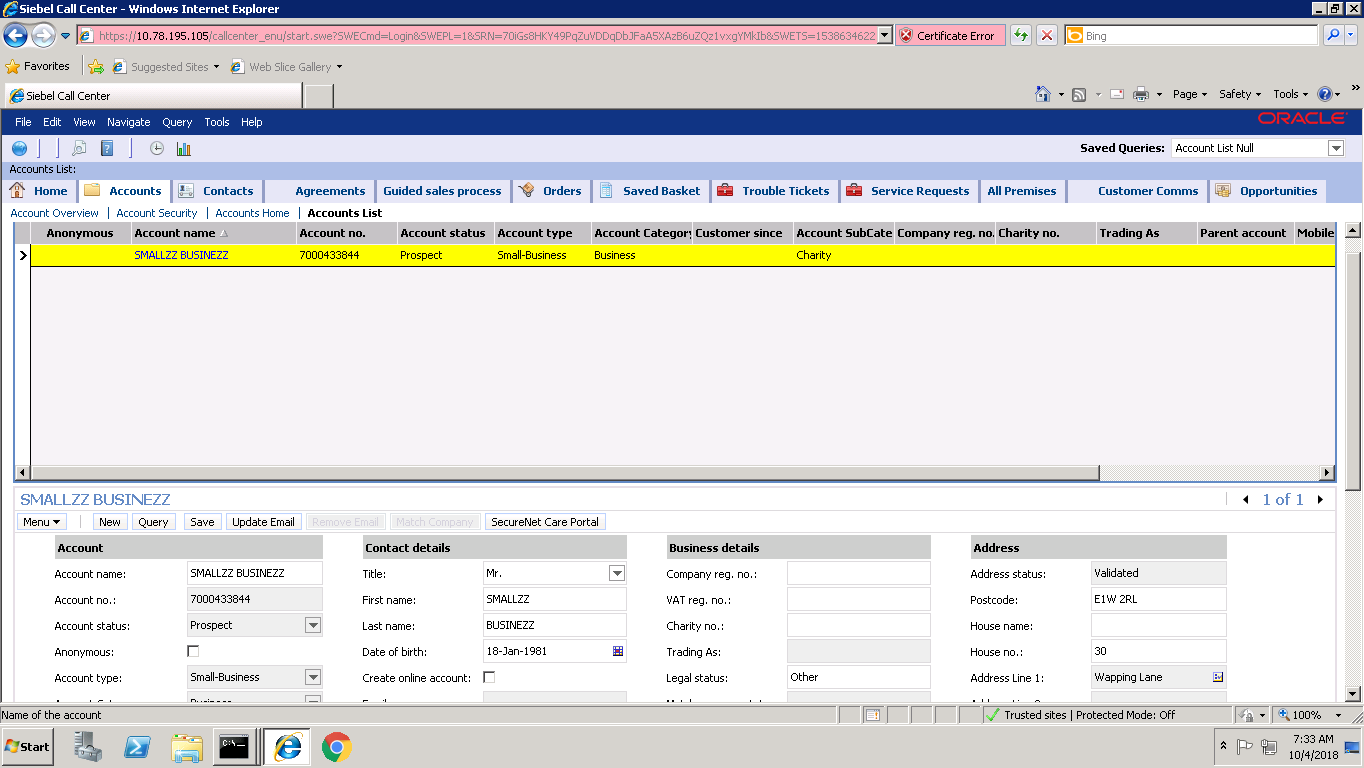 Siebel Call Center - Windows Internet Explorer
https://10.78.195.105/callcenter_enu/start.swe?SWECmd=Login&SWEPL=1&SRN=70iGs8HKY49PqZuVDDqDbJFaA5XAzB6uZQz1vxgYMkIb&SWETS=1538634622 Certificate Error Bing
Favorites Suggested Sites Web Slice Gallery
Siebel Call Center Page Safety Tools
File Edit View Navigate Query Tools Help ORACLE
Saved Queries: Account List Null
Accounts List:
Home Accounts Contacts Agreements Guided sales process Orders Saved Basket Trouble Tickets Service Requests All Premises Customer Comms Opportunities
Account Overview | Account Security | Accounts Home | Accounts List
Anonymous Account name Account no. Account status Account type Account Category Customer since Account SubCate Company reg. no. Charity no. Trading As Parent account Mobile
SMALLZZ BUSINEZZ 7000433844 Prospect Small-Business Business Charity
SMALLZZ BUSINEZZ 1 of 1
Menu New Query Save Update Email Remove Email Match Company SecureNet Care Portal
Account Contact details Business details Address
Account name: SMALLZZ BUSINEZZ Title: Mr. Company reg. no.: Address status: Validated
Account no.: 7000433844 First name: SMALLZZ VAT reg. no.: Postcode: E1W 2RL
Account status: Prospect Last name: BUSINEZZ Charity no.: House name:
Anonymous: Date of birth: 18-Jan-1981 Trading As: House no.: 30
Account type: Small-Business Create online account: Legal status: Other Address Line 1: Wapping Lane
Name of the account Trusted sites | Protected Mode: Off 100%
Start 7:33 AM
10/4/2018